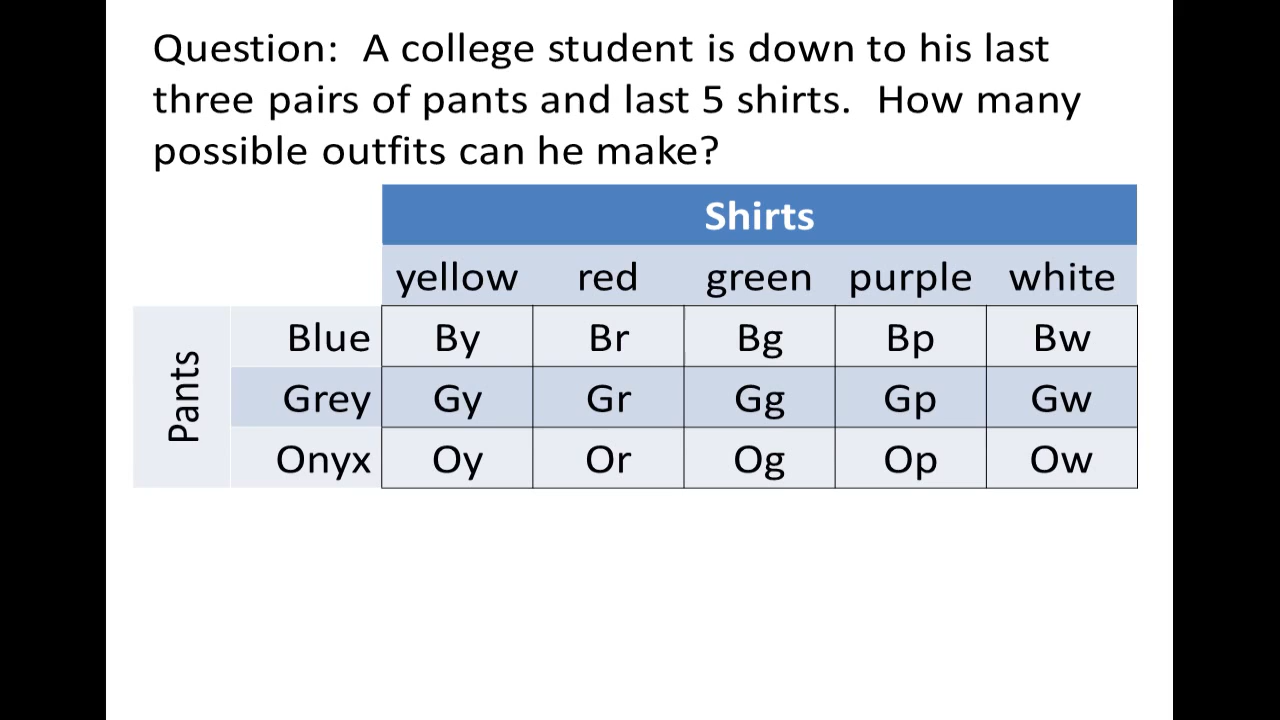 Question:  A college student is down to his last
three pairs of pants and last 5 shirts.  How many
possible outfits can he make?
Shirts
yellow red green purple white
Pants
Blue By Br Bg Bp Bw
Grey Gy Gr Gg Gp Gw
Onyx Oy Or Og Op Ow